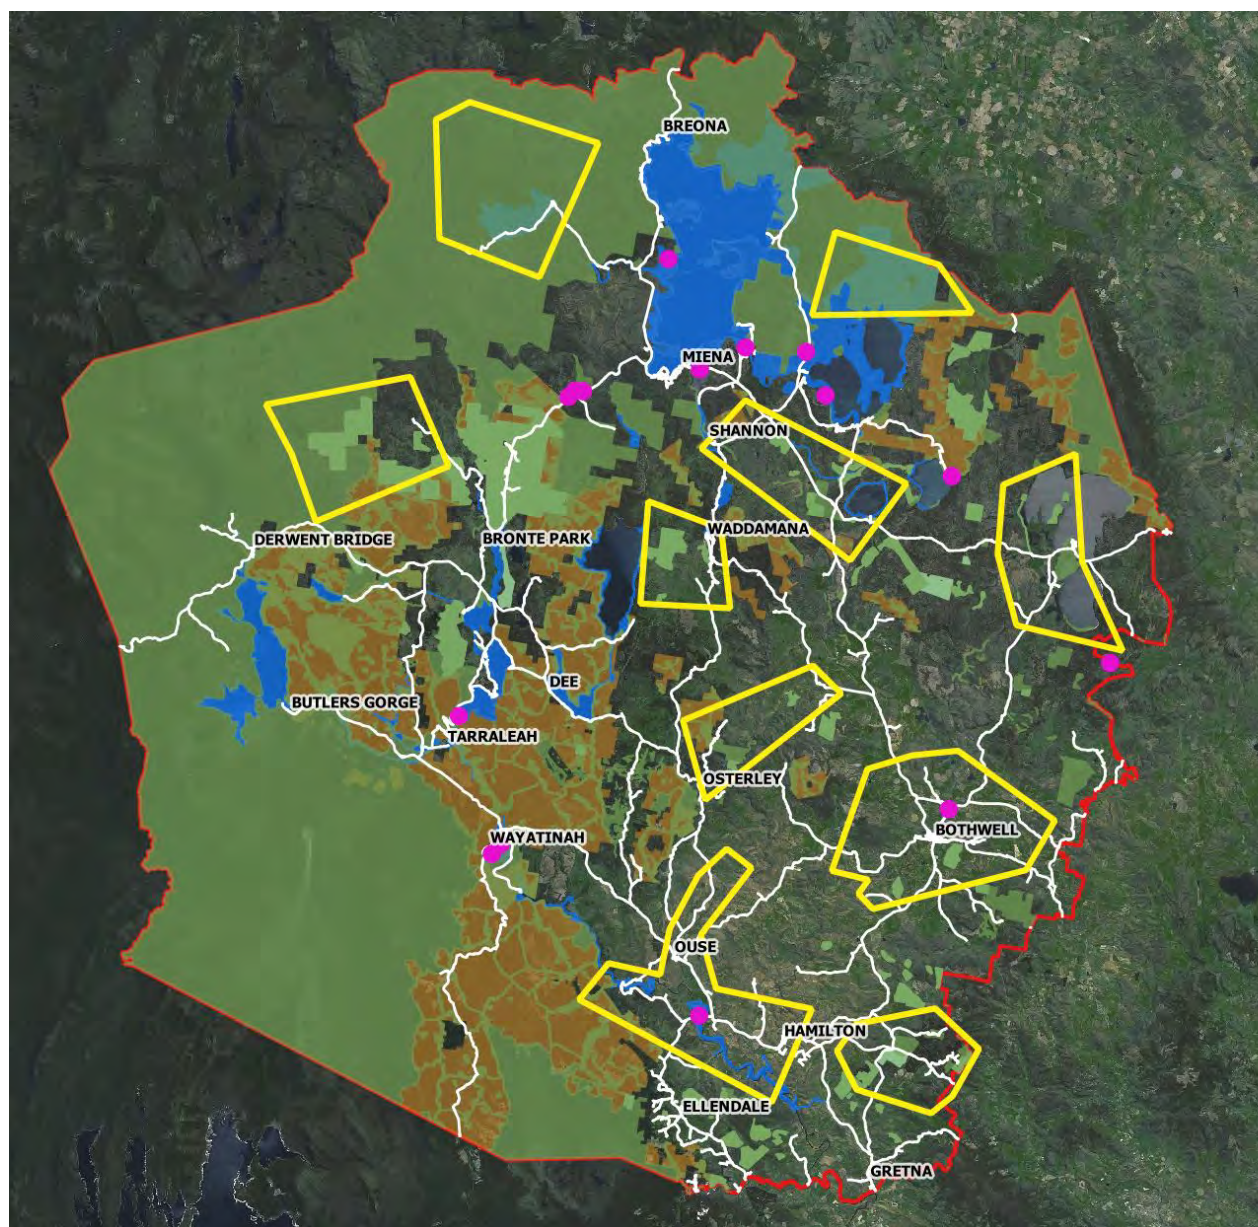 BREONA
MIENA
SHANNON
WADDAMANA
DERWENT BRIDGE
BRONTE PARK
DEE
BUTLERS GORGE
TARRALEAH
OSTERLEY
WAYATINAH
BOTHWELL
OUSE
HAMILTON
ELLENDALE
GRETNA